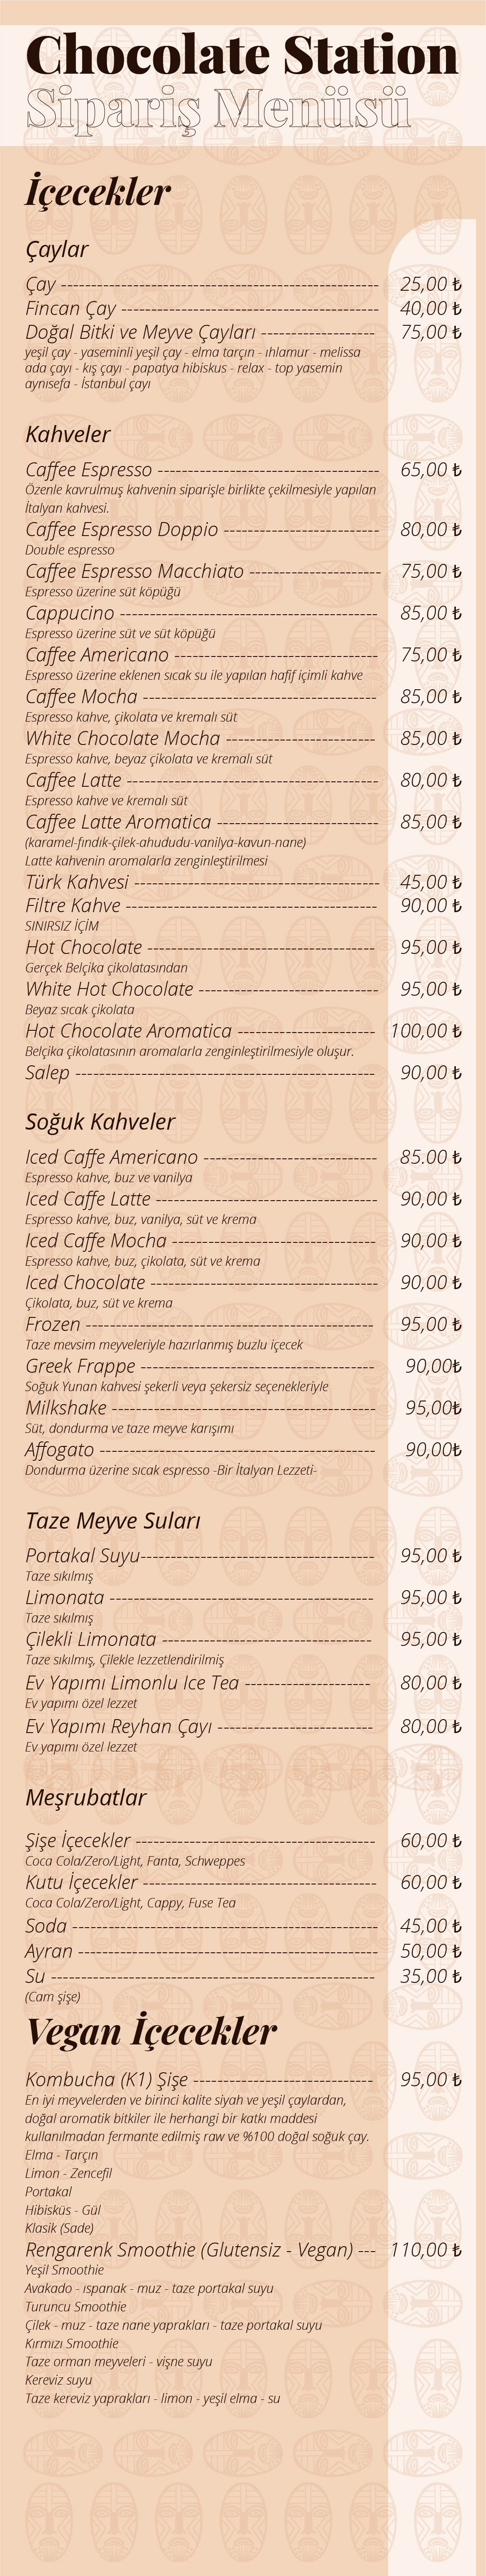 Chocolate Station
Sipariş Menüsü
İçecekler
Çaylar
Çay ---------------------------------------------------- 25,00 ₺
Fincan Çay ------------------------------------------ 40,00 ₺
Doğal Bitki ve Meyve Çayları ------------------- 75,00 ₺
yeşil çay - yaseminli yeşil çay - elma tarçın - ıhlamur - melissa
ada çayı - kış çayı - papatya hibiskus - relax - top yasemin
aynısefa - İstanbul çayı
Kahveler
Caffee Espresso ------------------------------------ 65,00 ₺
Özenle kavrulmuş kahvenin siparişle birlikte çekilmesiyle yapılan
İtalyan kahvesi.
Caffee Espresso Doppio -------------------------- 80,00 ₺
Double espresso
Caffee Espresso Macchiato ---------------------- 75,00 ₺
Espresso üzerine süt köpüğü
Cappucino ------------------------------------------ 85,00 ₺
Espresso üzerine süt ve süt köpüğü
Caffee Americano --------------------------------- 75,00 ₺
Espresso üzerine eklenen sıcak su ile yapılan hafif içimli kahve
Caffee Mocha -------------------------------------- 85,00 ₺
Espresso kahve, çikolata ve kremalı süt
White Chocolate Mocha ------------------------- 85,00 ₺
Espresso kahve, beyaz çikolata ve kremalı süt
Caffee Latte ----------------------------------------- 80,00 ₺
Espresso kahve ve kremalı süt
Caffee Latte Aromatica --------------------------- 85,00 ₺
(karamel-fındık-çilek-ahududu-vanilya-kavun-nane)
Latte kahvenin aromalarla zenginleştirilmesi
Türk Kahvesi ---------------------------------------- 45,00 ₺
Filtre Kahve ----------------------------------------- 90,00 ₺
SINIRSIZ İÇİM
Hot Chocolate ------------------------------------- 95,00 ₺
Gerçek Belçika çikolatasından
White Hot Chocolate ----------------------------- 95,00 ₺
Beyaz sıcak çikolata
Hot Chocolate Aromatica ----------------------- 100,00 ₺
Belçika çikolatasının aromalarla zenginleştirilmesiyle oluşur.
Salep ------------------------------------------------- 90,00 ₺
Soğuk Kahveler
Iced Caffe Americano ---------------------------- 85.00 ₺
Espresso kahve, buz ve vanilya
Iced Caffe Latte ------------------------------------ 90,00 ₺
Espresso kahve, buz, vanilya, süt ve krema
Iced Caffe Mocha --------------------------------- 90,00 ₺
Espresso kahve, buz, çikolata, süt ve krema
Iced Chocolate ------------------------------------- 90,00 ₺
Çikolata, buz, süt ve krema
Frozen ----------------------------------------------- 95,00 ₺
Taze mevsim meyveleriyle hazırlanmış buzlu içecek
Greek Frappe -------------------------------------- 90,00₺
Soğuk Yunan kahvesi şekerli veya şekersiz seçenekleriyle
Milkshake ------------------------------------------- 95,00₺
Süt, dondurma ve taze meyve karışımı
Affogato --------------------------------------------- 90,00₺
Dondurma üzerine sıcak espresso -Bir İtalyan Lezzeti-
Taze Meyve Suları
Portakal Suyu-------------------------------------- 95,00 ₺
Taze sıkılmış
Limonata ------------------------------------------- 95,00 ₺
Taze sıkılmış
Çilekli Limonata ---------------------------------- 95,00 ₺
Taze sıkılmış, Çilekle lezzetlendirilmiş
Ev Yapımı Limonlu Ice Tea -------------------- 80,00 ₺
Ev yapımı özel lezzet
Ev Yapımı Reyhan Çayı ------------------------- 80,00 ₺
Ev yapımı özel lezzet
Meşrubatlar
Şişe İçecekler --------------------------------------- 60,00 ₺
Coca Cola/Zero/Light, Fanta, Schweppes
Kutu İçecekler -------------------------------------- 60,00 ₺
Coca Cola/Zero/Light, Cappy, Fuse Tea
Soda -------------------------------------------------- 45,00 ₺
Ayran ------------------------------------------------- 50,00 ₺
Su ----------------------------------------------------- 35,00 ₺
(Cam şişe)
Vegan İçecekler
Kombucha (K1) Şişe ----------------------------- 95,00 ₺
En iyi meyvelerden ve birinci kalite siyah ve yeşil çaylardan,
doğal aromatik bitkiler ile herhangi bir katkı maddesi
kullanılmadan fermante edilmiş raw ve %100 doğal soğuk çay.
Elma - Tarçın
Limon - Zencefil
Portakal
Hibisküs - Gül
Klasik (Sade)
Rengarenk Smoothie (Glutensiz - Vegan) --- 110,00 ₺
Yeşil Smoothie
Avakado - ıspanak - muz - taze portakal suyu
Turuncu Smoothie
Çilek - muz - taze nane yaprakları - taze portakal suyu
Kırmızı Smoothie
Taze orman meyveleri - vişne suyu
Kereviz suyu
Taze kereviz yaprakları - limon - yeşil elma - su